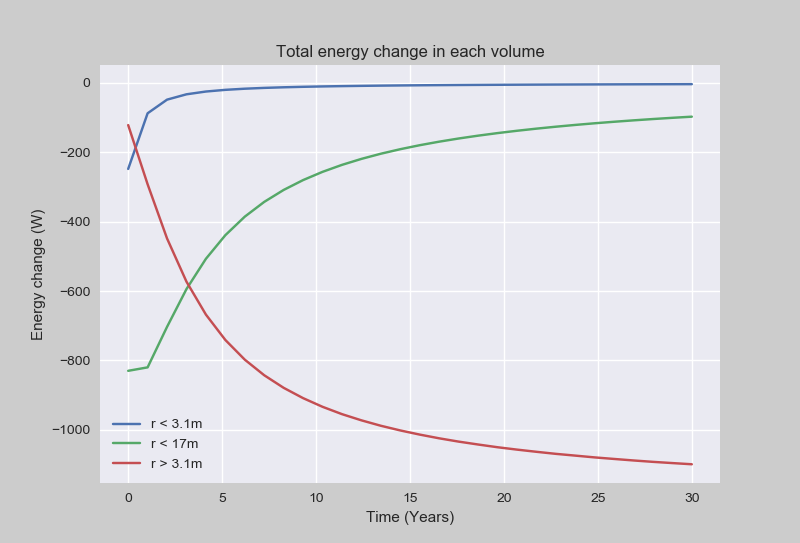 Total energy change in each volume
Energy change (W)
0
−200
−400
−600
−800
−1000
r < 3.1m
r < 17m
r > 3.1m
0 5 10 15 20 25 30
Time (Years)